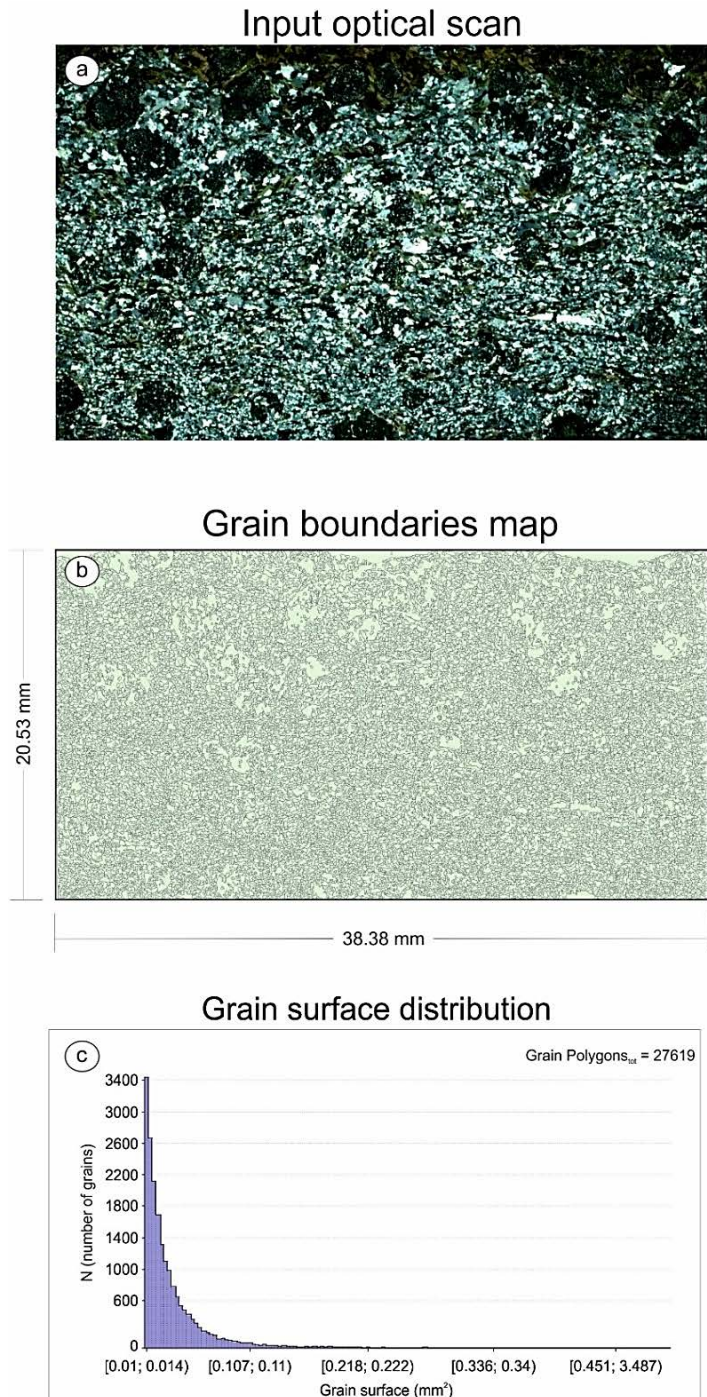 Input optical scan
a
Grain boundaries map
b
20.53 mm
38.38 mm
Grain surface distribution
c
Grain Polygons_tot = 27619
N (number of grains)
3400
3000
2600
2200
1800
1400
1000
600
0
[0.01; 0.014) [0.107; 0.11) [0.218; 0.222) [0.336; 0.34) [0.451; 3.487)
Grain surface (mm²)